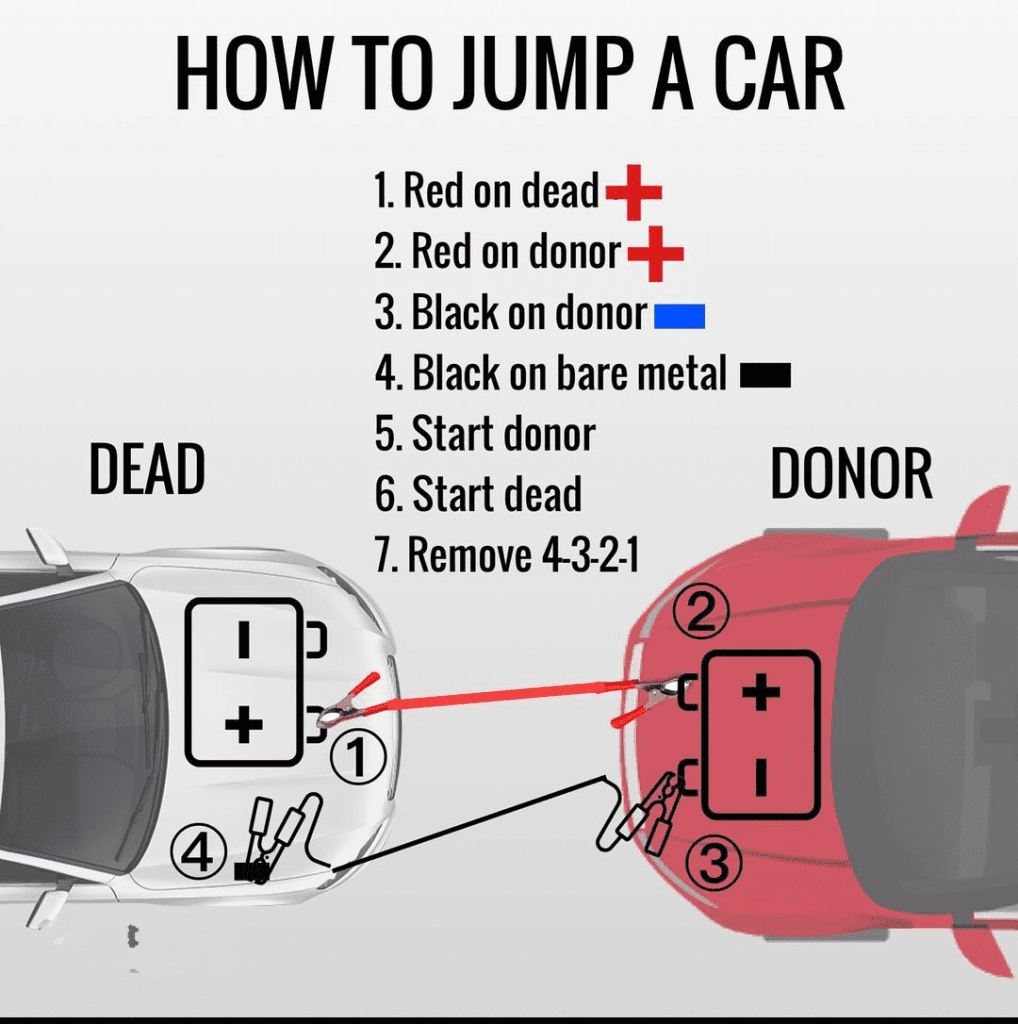 HOW TO JUMP A CAR
1. Red on dead +
2. Red on donor +
3. Black on donor -
4. Black on bare metal -
5. Start donor
6. Start dead
7. Remove 4-3-2-1
DEAD
DONOR
2
-
+
+
1
-
4
3